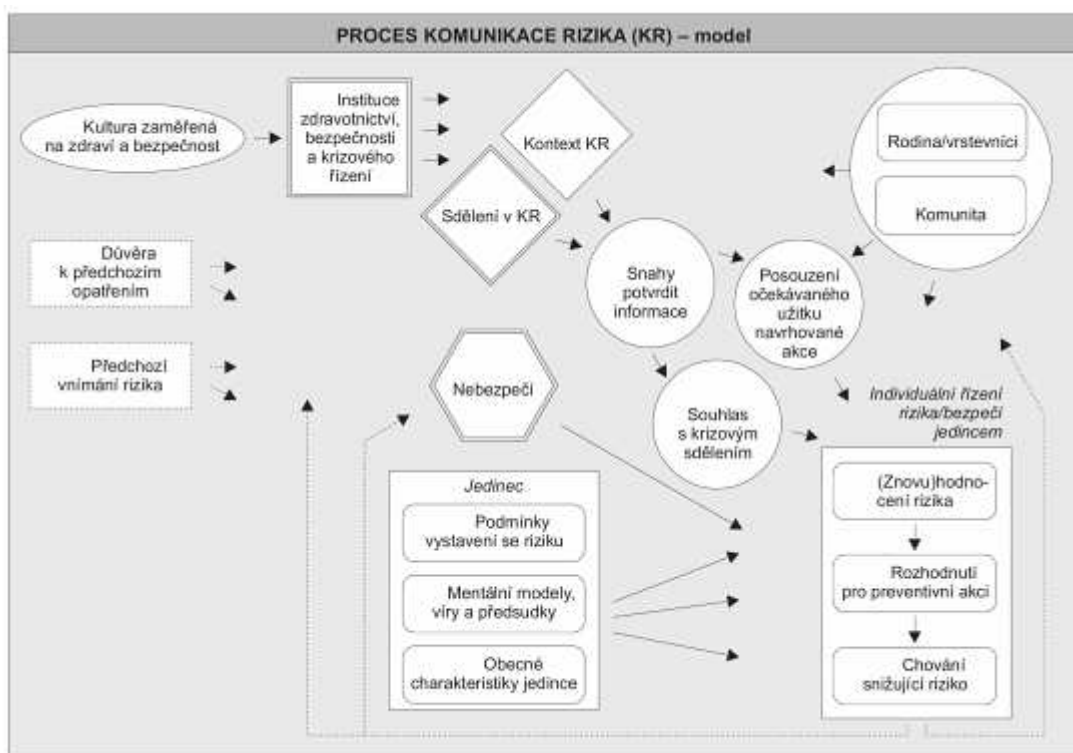 PROCES KOMUNIKACE RIZIKA (KR) – model
Kultura zaměřená
na zdraví a bezpečnost
Instituce
zdravotnictví,
bezpečnosti
a krizového
řízení
Kontext KR
Sdělení v KR
Rodina/vrstevníci
Komunita
Důvěra
k předchozím
opatřením
Snahy
potvrdit
informace
Posouzení
očekávaného
užitku
navrhované
akce
Předchozí
vnímání rizika
Nebezpečí
Souhlas
s krizovým
sdělením
Individuální řízení
rizika/bezpečí
jedincem
Jedinec
Podmínky
vystavení se riziku
Mentální modely,
víry a předsudky
Obecné
charakteristiky jedince
(Znovu)hodno-
cení rizika
Rozhodnutí
pro preventivní akci
Chování
snižující riziko